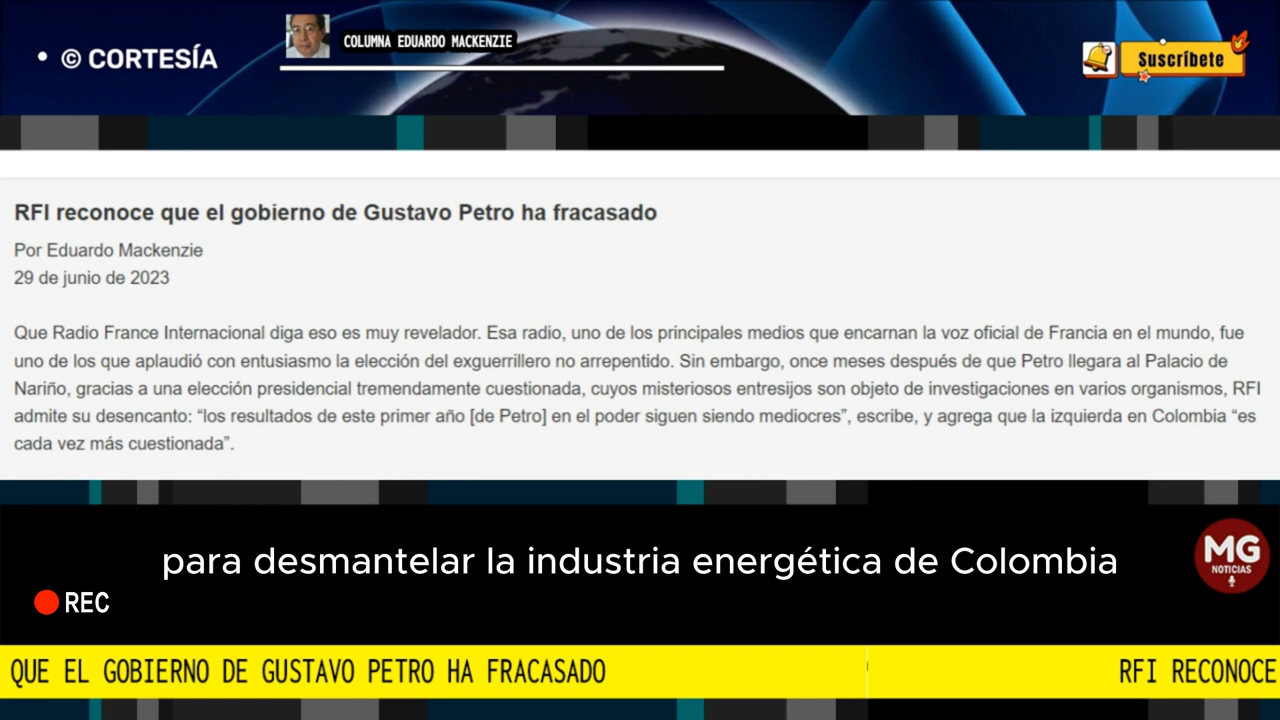 • © CORTESÍA
COLUMNA EDUARDO MACKENZIE
Suscríbete
RFI reconoce que el gobierno de Gustavo Petro ha fracasado
Por Eduardo Mackenzie
29 de junio de 2023
Que Radio France Internacional diga eso es muy revelador. Esa radio, uno de los principales medios que encarnan la voz oficial de Francia en el mundo, fue
uno de los que aplaudió con entusiasmo la elección del exguerrillero no arrepentido. Sin embargo, once meses después de que Petro llegara al Palacio de
Nariño, gracias a una elección presidencial tremendamente cuestionada, cuyos misteriosos entresijos son objeto de investigaciones en varios organismos, RFI
admite su desencanto: “los resultados de este primer año [de Petro] en el poder siguen siendo mediocres”, escribe, y agrega que la izquierda en Colombia “es
cada vez más cuestionada”.
para desmantelar la industria energética de Colombia
MG
NOTICIAS
REC
QUE EL GOBIERNO DE GUSTAVO PETRO HA FRACASADO
RFI RECONOCE